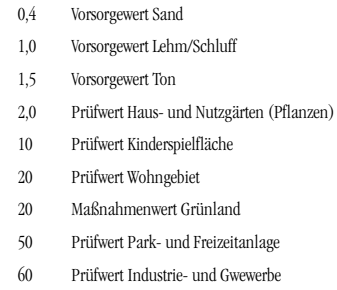 0,4 Vorsorgewert Sand
1,0 Vorsorgewert Lehm/Schluff
1,5 Vorsorgewert Ton
2,0 Prüfwert Haus- und Nutzgärten (Pflanzen)
10 Prüfwert Kinderspielfläche
20 Prüfwert Wohngebiet
20 Maßnahmenwert Grünland
50 Prüfwert Park- und Freizeitanlage
60 Prüfwert Industrie- und Gwewerbe